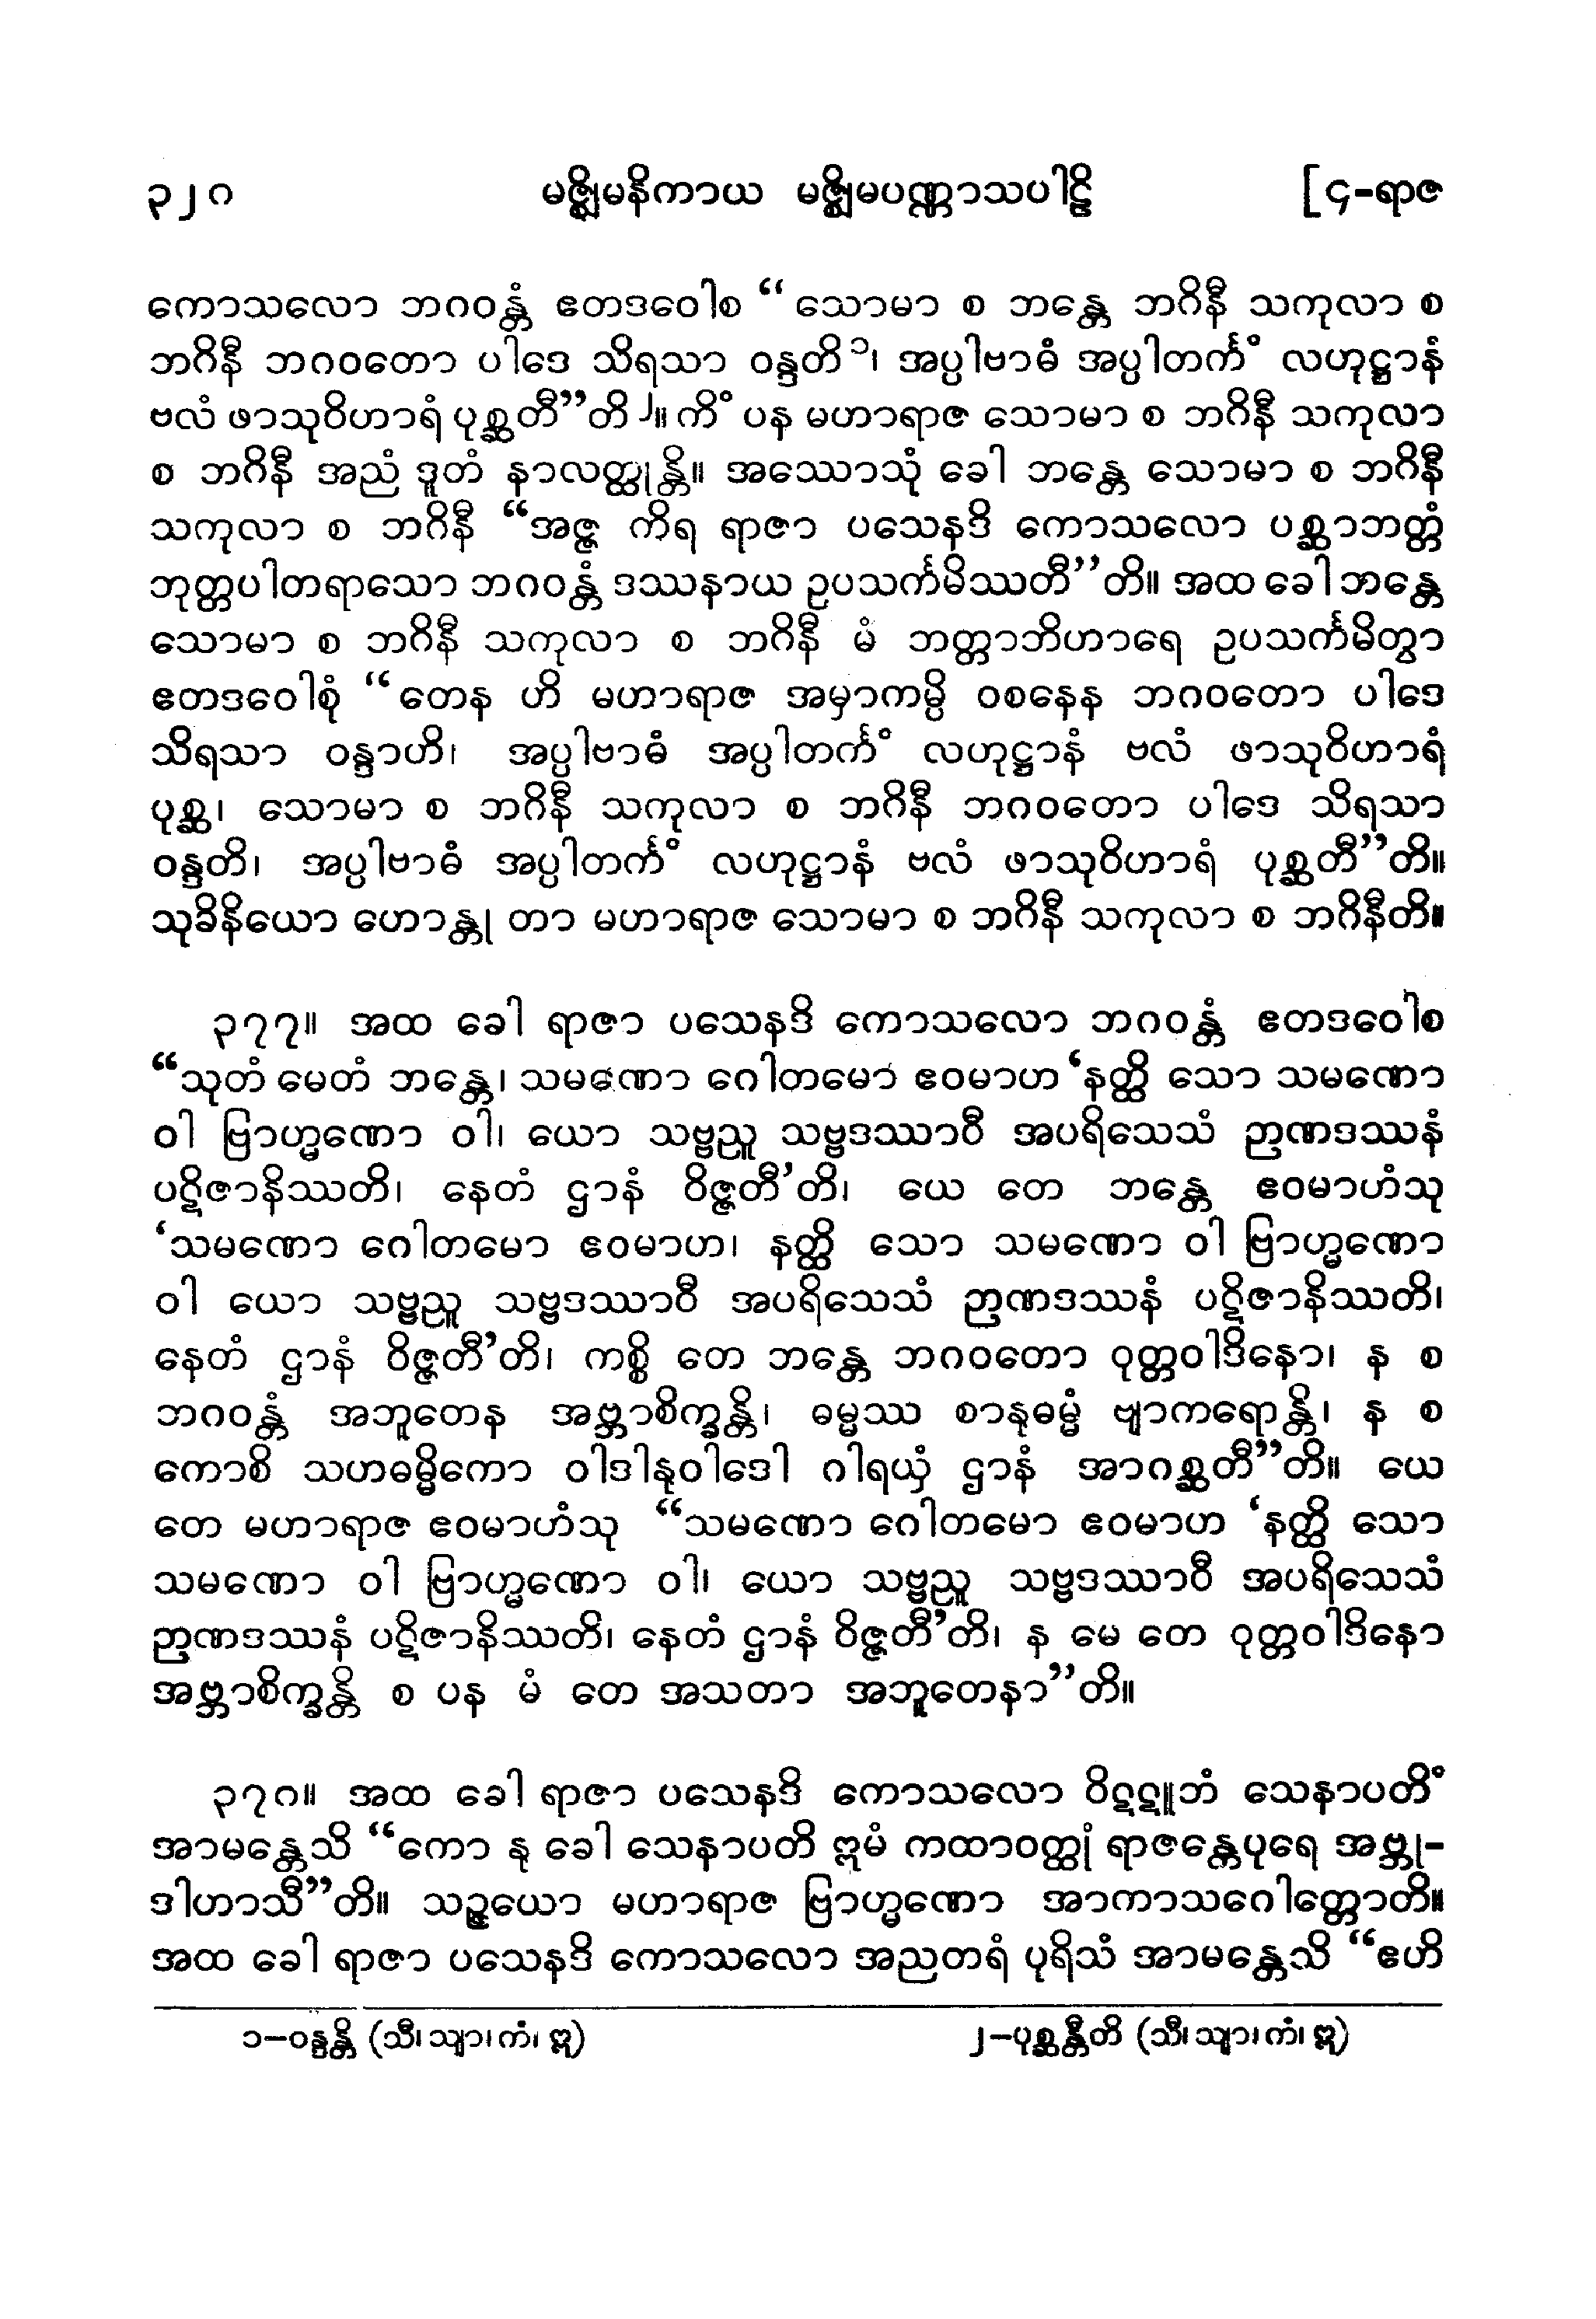 ၃၂ဂ မဇ္ဈိမနိကာယ မဇ္ဈိမပဏ္ဏာသပါဠိ [၄-ရာဇ
ကောသလော ဘဂဝန္တံ ဧတဒဝေါစ “သောမာ စ ဘန္တေ ဘဂိနီ သကုလာ စ
ဘဂိနီ ဘဂဝတော ပါဒေ သိရသာ ဝန္ဒတိ ၁၊ အပ္ပါဗာဓံ အပ္ပါတင်္ကံ လဟုဋ္ဌာနံ
ဗလံ ဖာသုဝိဟာရံ ပုစ္ဆတီ”တိ ၂။ ကိံ ပန မဟာရာဇ သောမာ စ ဘဂိနီ သကုလာ
စ ဘဂိနီ အညံ ဒူတံ နာလတ္ထုန္တိ။ အဿောသုံ ခေါ ဘန္တေ သောမာ စ ဘဂိနီ
သကုလာ စ ဘဂိနီ “အဇ္ဇ ကိရ ရာဇာ ပသေနဒိ ကောသလော ပစ္ဆာဘတ္တံ
ဘုတ္တပါတရာသော ဘဂဝန္တံ ဒဿနာယ ဥပသင်္ကမိဿတီ”တိ။ အထ ခေါ ဘန္တေ
သောမာ စ ဘဂိနီ သကုလာ စ ဘဂိနီ မံ ဘတ္တာဘိဟာရေ ဥပသင်္ကမိတွာ
ဧတဒဝေါစုံ “တေန ဟိ မဟာရာဇ အမှာကမ္ပိ ဝစနေန ဘဂဝတော ပါဒေ
သိရသာ ဝန္ဒာဟိ၊ အပ္ပါဗာဓံ အပ္ပါတင်္ကံ လဟုဋ္ဌာနံ ဗလံ ဖာသုဝိဟာရံ
ပုစ္ဆ၊ သောမာ စ ဘဂိနီ သကုလာ စ ဘဂိနီ ဘဂဝတော ပါဒေ သိရသာ
ဝန္ဒတိ၊ အပ္ပါဗာဓံ အပ္ပါတင်္ကံ လဟုဋ္ဌာနံ ဗလံ ဖာသုဝိဟာရံ ပုစ္ဆတီ”တိ။
သုခိနိယော ဟောန္တု တာ မဟာရာဇ သောမာ စ ဘဂိနီ သကုလာ စ ဘဂိနီတိ။
၃၇၇။ အထ ခေါ ရာဇာ ပသေနဒိ ကောသလော ဘဂဝန္တံ ဧတဒဝေါစ
“သုတံ မေတံ ဘန္တေ၊ သမဏော ဂေါတမော ဧဝမာဟ ‘နတ္ထိ သော သမဏော
ဝါ ဗြာဟ္မဏော ဝါ၊ ယော သဗ္ဗညူ သဗ္ဗဒဿာဝီ အပရိသေသံ ဉာဏဒဿနံ
ပဋိဇာနိဿတိ၊ နေတံ ဌာနံ ဝိဇ္ဇတီ’တိ၊ ယေ တေ ဘန္တေ ဧဝမာဟံသု
‘သမဏော ဂေါတမော ဧဝမာဟ၊ နတ္ထိ သော သမဏော ဝါ ဗြာဟ္မဏော
ဝါ ယော သဗ္ဗညူ သဗ္ဗဒဿာဝီ အပရိသေသံ ဉာဏဒဿနံ ပဋိဇာနိဿတိ၊
နေတံ ဌာနံ ဝိဇ္ဇတီ’တိ၊ ကစ္စိ တေ ဘန္တေ ဘဂဝတော ဝုတ္တဝါဒိနော၊ န စ
ဘဂဝန္တံ အဘူတေန အဗ္ဘာစိက္ခန္တိ၊ ဓမ္မဿ စာနုဓမ္မံ ဗျာကရောန္တိ၊ န စ
ကောစိ သဟဓမ္မိကော ဝါဒါနုဝါဒေါ ဂါရယှံ ဌာနံ အာဂစ္ဆတီ”တိ။ ယေ
တေ မဟာရာဇ ဧဝမာဟံသု “သမဏော ဂေါတမော ဧဝမာဟ ‘နတ္ထိ သော
သမဏော ဝါ ဗြာဟ္မဏော ဝါ၊ ယော သဗ္ဗညူ သဗ္ဗဒဿာဝီ အပရိသေသံ
ဉာဏဒဿနံ ပဋိဇာနိဿတိ၊ နေတံ ဌာနံ ဝိဇ္ဇတီ’တိ၊ န မေ တေ ဝုတ္တဝါဒိနော
အဗ္ဘာစိက္ခန္တိ စ ပန မံ တေ အသတာ အဘူတေနာ”တိ။
၃၇ဂ။ အထ ခေါ ရာဇာ ပသေနဒိ ကောသလော ဝိဋဋူဘံ သေနာပတိံ
အာမန္တေသိ “ကော နု ခေါ သေနာပတိ ဣမံ ကထာဝတ္ထုံ ရာဇန္တေပုရေ အဗ္ဘု-
ဒါဟာသီ”တိ။ သဉ္ဇယော မဟာရာဇ ဗြာဟ္မဏော အာကာသဂေါတ္တောတိ။
အထ ခေါ ရာဇာ ပသေနဒိ ကောသလော အညတရံ ပုရိသံ အာမန္တေသိ “ဧဟိ
၁-ဝန္ဒန္တိ (သီ၊ သျာ၊ ကံ၊ ဣ) ၂-ပုစ္ဆန္တီတိ (သီ၊ သျာ၊ ကံ၊ ဣ)